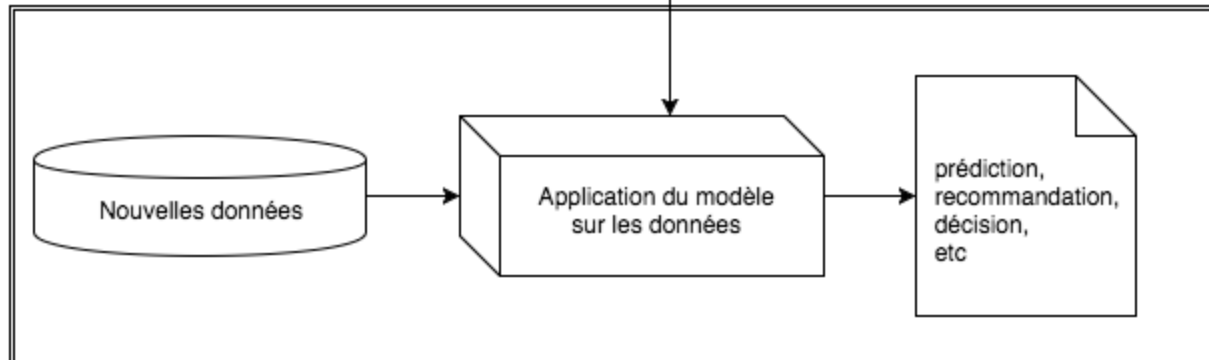 Nouvelles données
Application du modèle
sur les données
prédiction,
recommandation,
décision,
etc